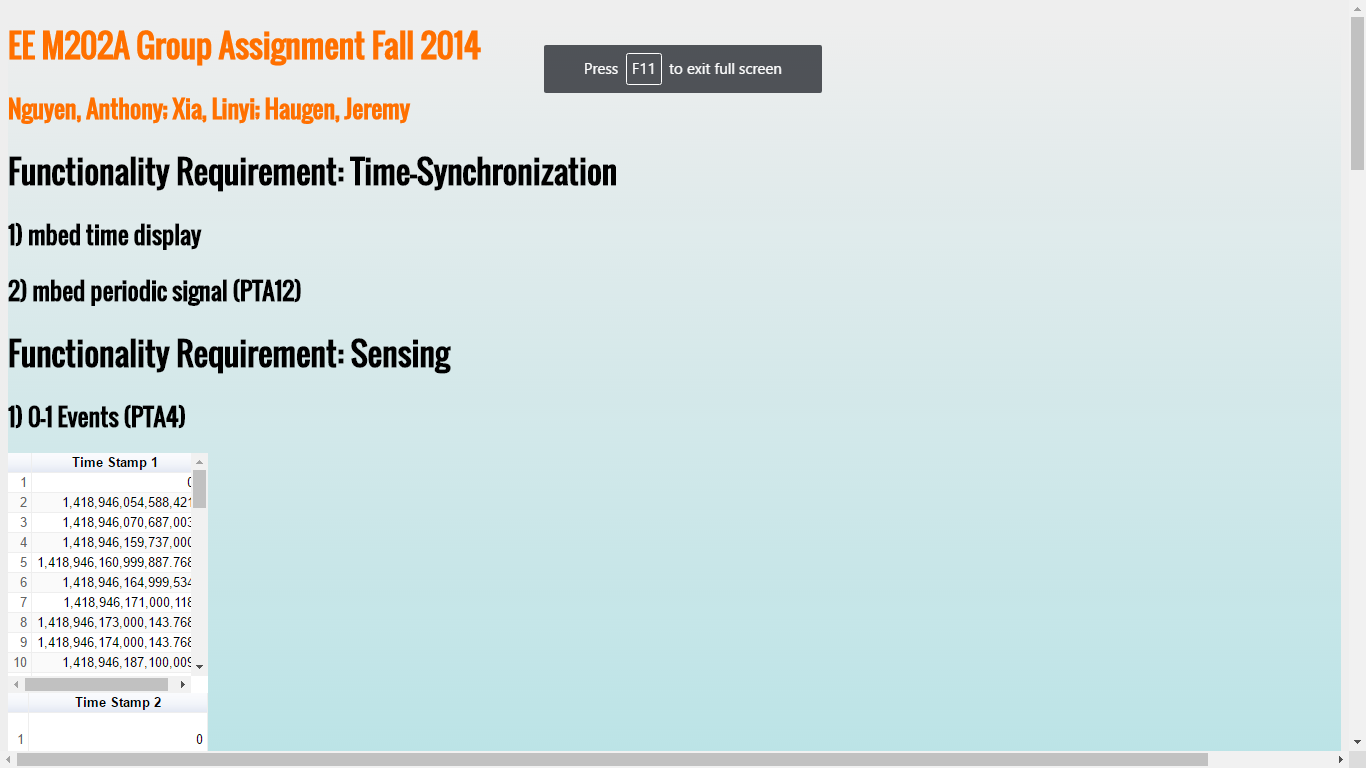 EE M202A Group Assignment Fall 2014
Press F11 to exit full screen
Nguyen, Anthony; Xia, Linyi; Haugen, Jeremy
Functionality Requirement: Time-Synchronization
1) mbed time display
2) mbed periodic signal (PTA12)
Functionality Requirement: Sensing
1) 0-1 Events (PTA4)
Time Stamp 1
1 0
2 1,418,946,054,588,421
3 1,418,946,070,687,003
4 1,418,946,159,737,000
5 1,418,946,160,999,887.768
6 1,418,946,164,999,534
7 1,418,946,171,000,118
8 1,418,946,173,000,143.768
9 1,418,946,174,000,143.768
10 1,418,946,187,100,009
Time Stamp 2
1 0